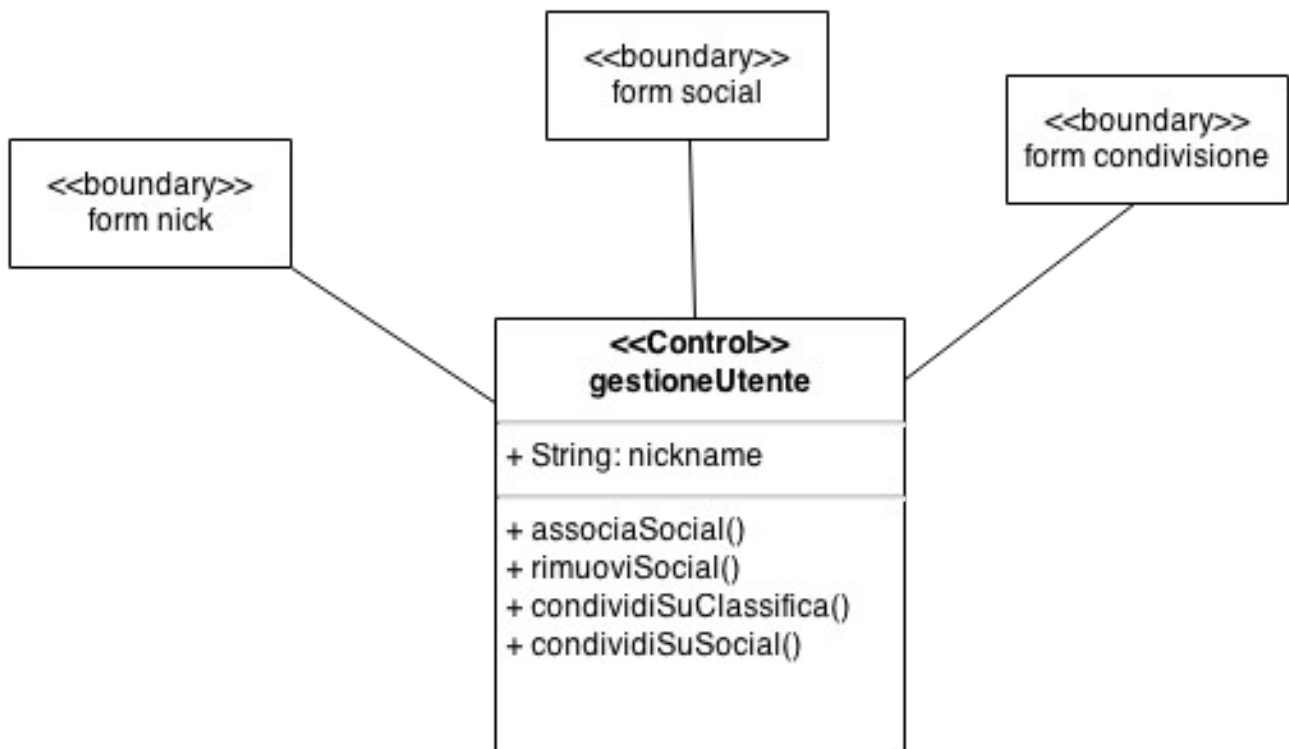 <<boundary>>
form social
<<boundary>>
form condivisione
<<boundary>>
form nick
<<Control>>
gestioneUtente
+ String: nickname
+ associaSocial()
+ rimuoviSocial()
+ condividiSuClassifica()
+ condividiSuSocial()